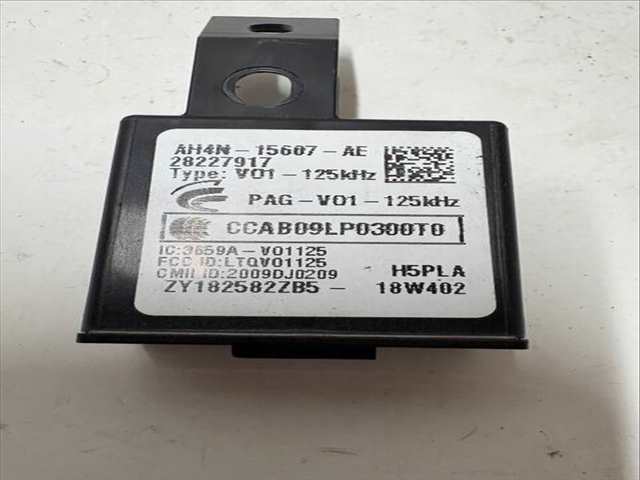 AH4N-15607-AE
28227917
Type: V01-125kHz
PAG-V01-125kHz
CCAB09LP0300T0
IC:3659A-V01125
FCC ID:LTQV01125
CMII ID:2009DJ0209
H5PLA
ZY182582ZB5-
18W402